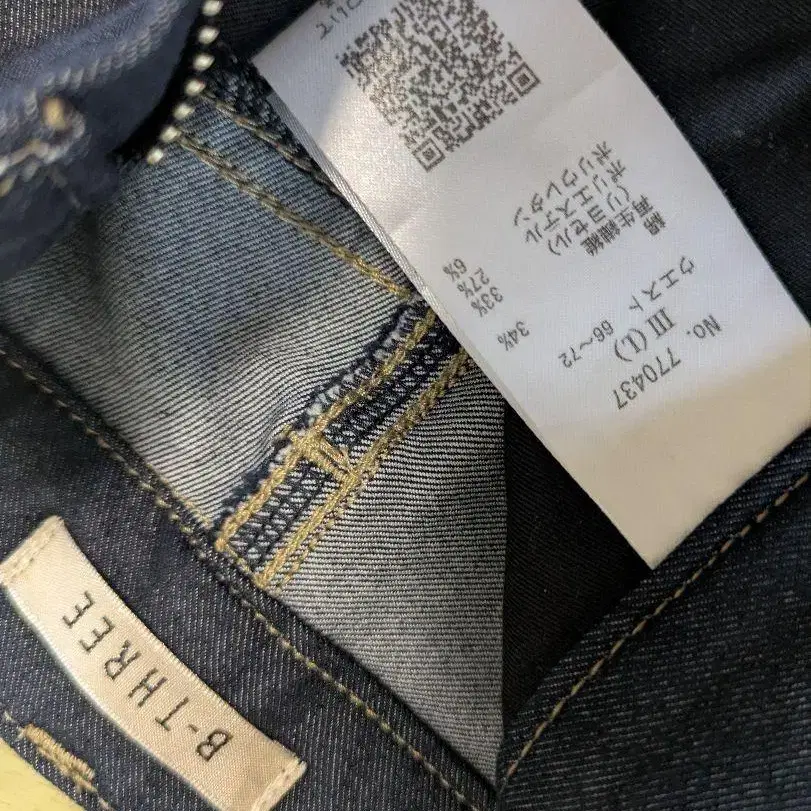 No. 770437
III (L)
ウエスト 66～72
綿 34%
再生繊維 33%
(リヨセル)
ポリエステル 27%
ポリウレタン 6%
B-THREE